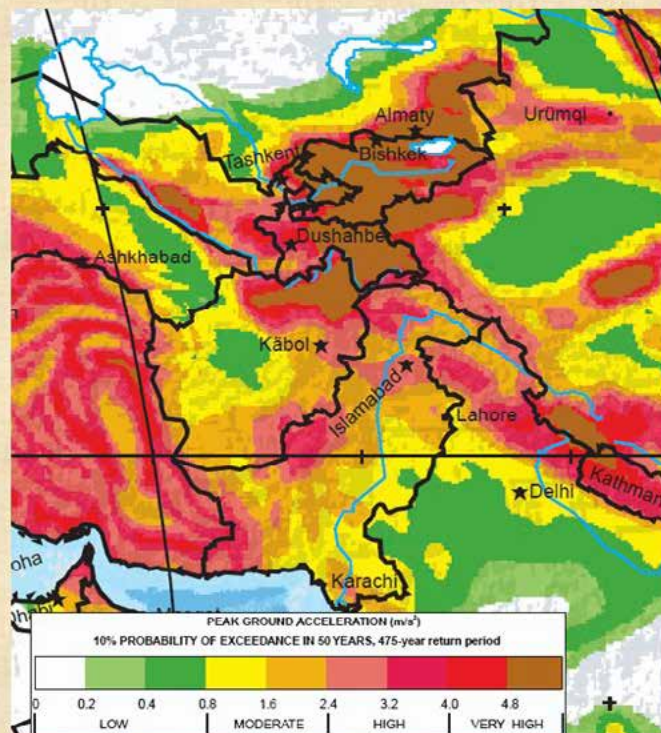 Almaty
Urümqi
Bishkek
Tashkent
Dushanbe
Ashkhabad
Käbol
Islamabad
Lahore
Kathman
Delhi
oha
Karachi
Dhabi
PEAK GROUND ACCELERATION (m/s²)
10% PROBABILITY OF EXCEEDANCE IN 50 YEARS, 475-year return period
0 0.2 0.4 0.8 1.6 2.4 3.2 4.0 4.8
LOW MODERATE HIGH VERY HIGH